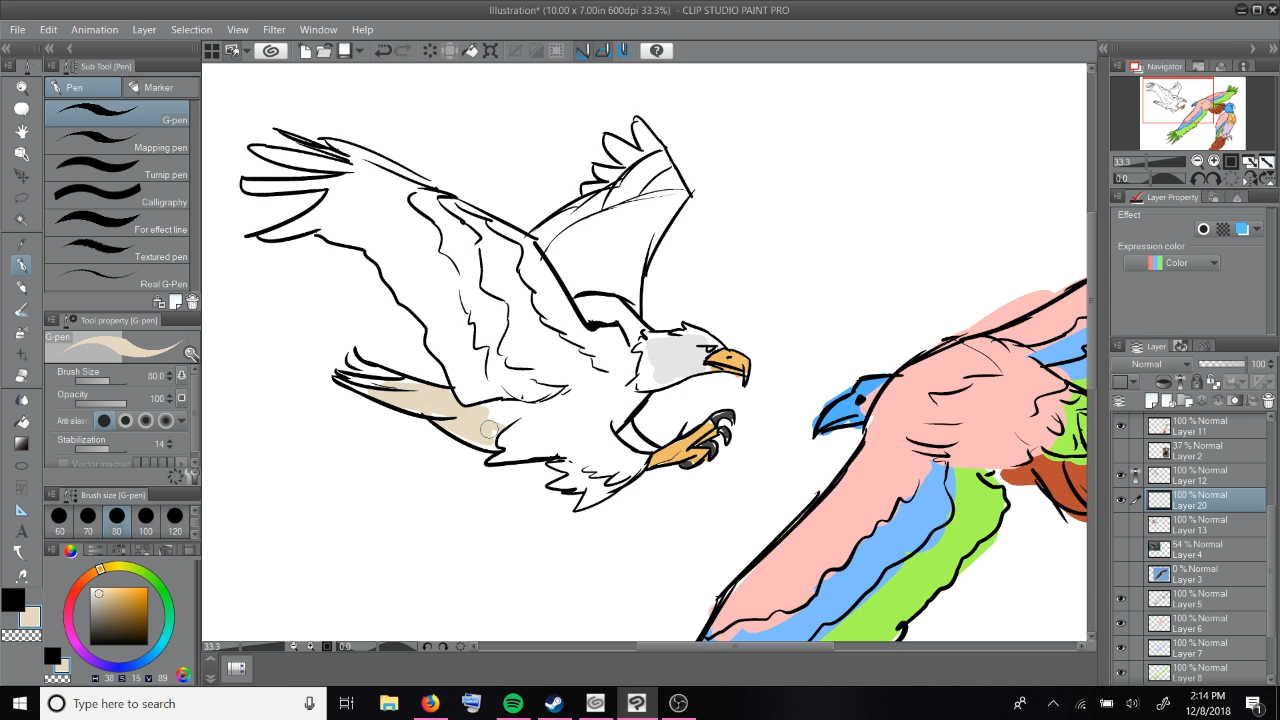 Illustration* (10.00 x 7.00in 600dpi 33.3%) - CLIP STUDIO PAINT PRO
File Edit Animation Layer Selection View Filter Window Help
Sub Tool [Pen]
Pen Marker
G-pen
Mapping pen
Turnip pen
Calligraphy
For effect line
Textured pen
Real G-Pen
Tool property [G-pen]
G-pen
Brush Size 80.0
Opacity 100
Anti-alias
Stabilization 14
Vector magnet
Brush size [G-pen]
60 70 80 100 120
H 38 S 15 V 89
33.3 0.0
Navigator
33.3
0.0
Layer Property
Effect
Expression color
Color
Layer
Normal 100
100 % Normal
Layer 11
37 % Normal
Layer 2
100 % Normal
Layer 12
100 % Normal
Layer 20
100 % Normal
Layer 13
54 % Normal
Layer 4
0 % Normal
Layer 3
100 % Normal
Layer 5
100 % Normal
Layer 6
100 % Normal
Layer 7
100 % Normal
Layer 8
Type here to search
2:14 PM
12/8/2018